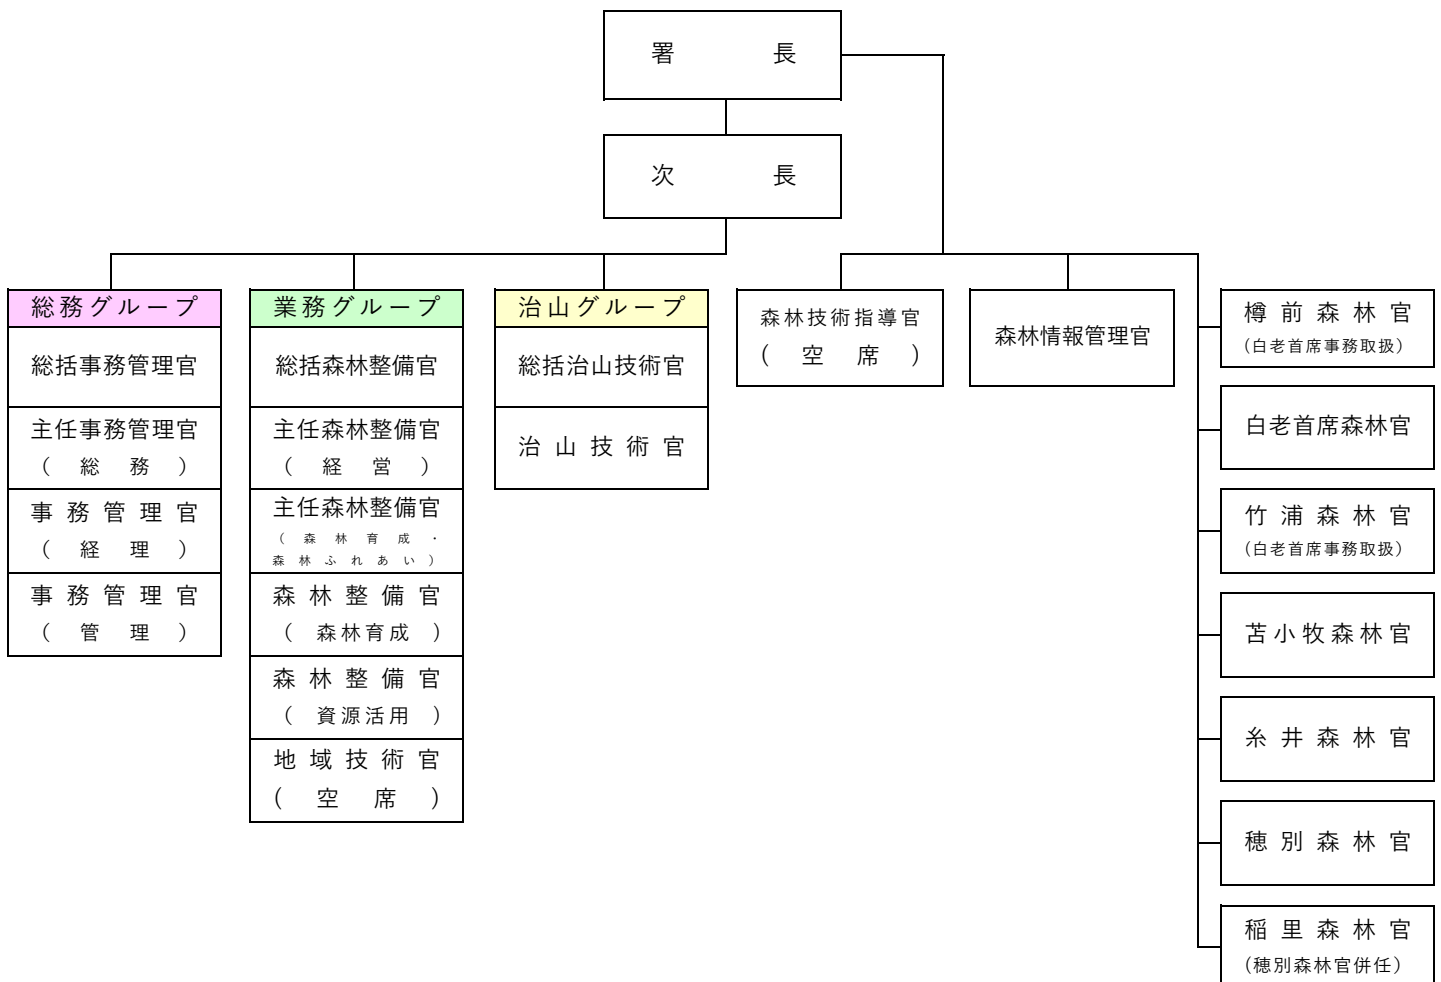 署長
次長
総務グループ
総括事務管理官
主任事務管理官
（総務）
事務管理官
（経理）
事務管理官
（管理）
業務グループ
総括森林整備官
主任森林整備官
（経営）
主任森林整備官
（森林育成・
森林ふれあい）
森林整備官
（森林育成）
森林整備官
（資源活用）
地域技術官
（空席）
治山グループ
総括治山技術官
治山技術官
森林技術指導官
（空席）
森林情報管理官
樽前森林官
（白老首席事務取扱）
白老首席森林官
竹浦森林官
（白老首席事務取扱）
苫小牧森林官
糸井森林官
穂別森林官
稲里森林官
（穂別森林官併任）